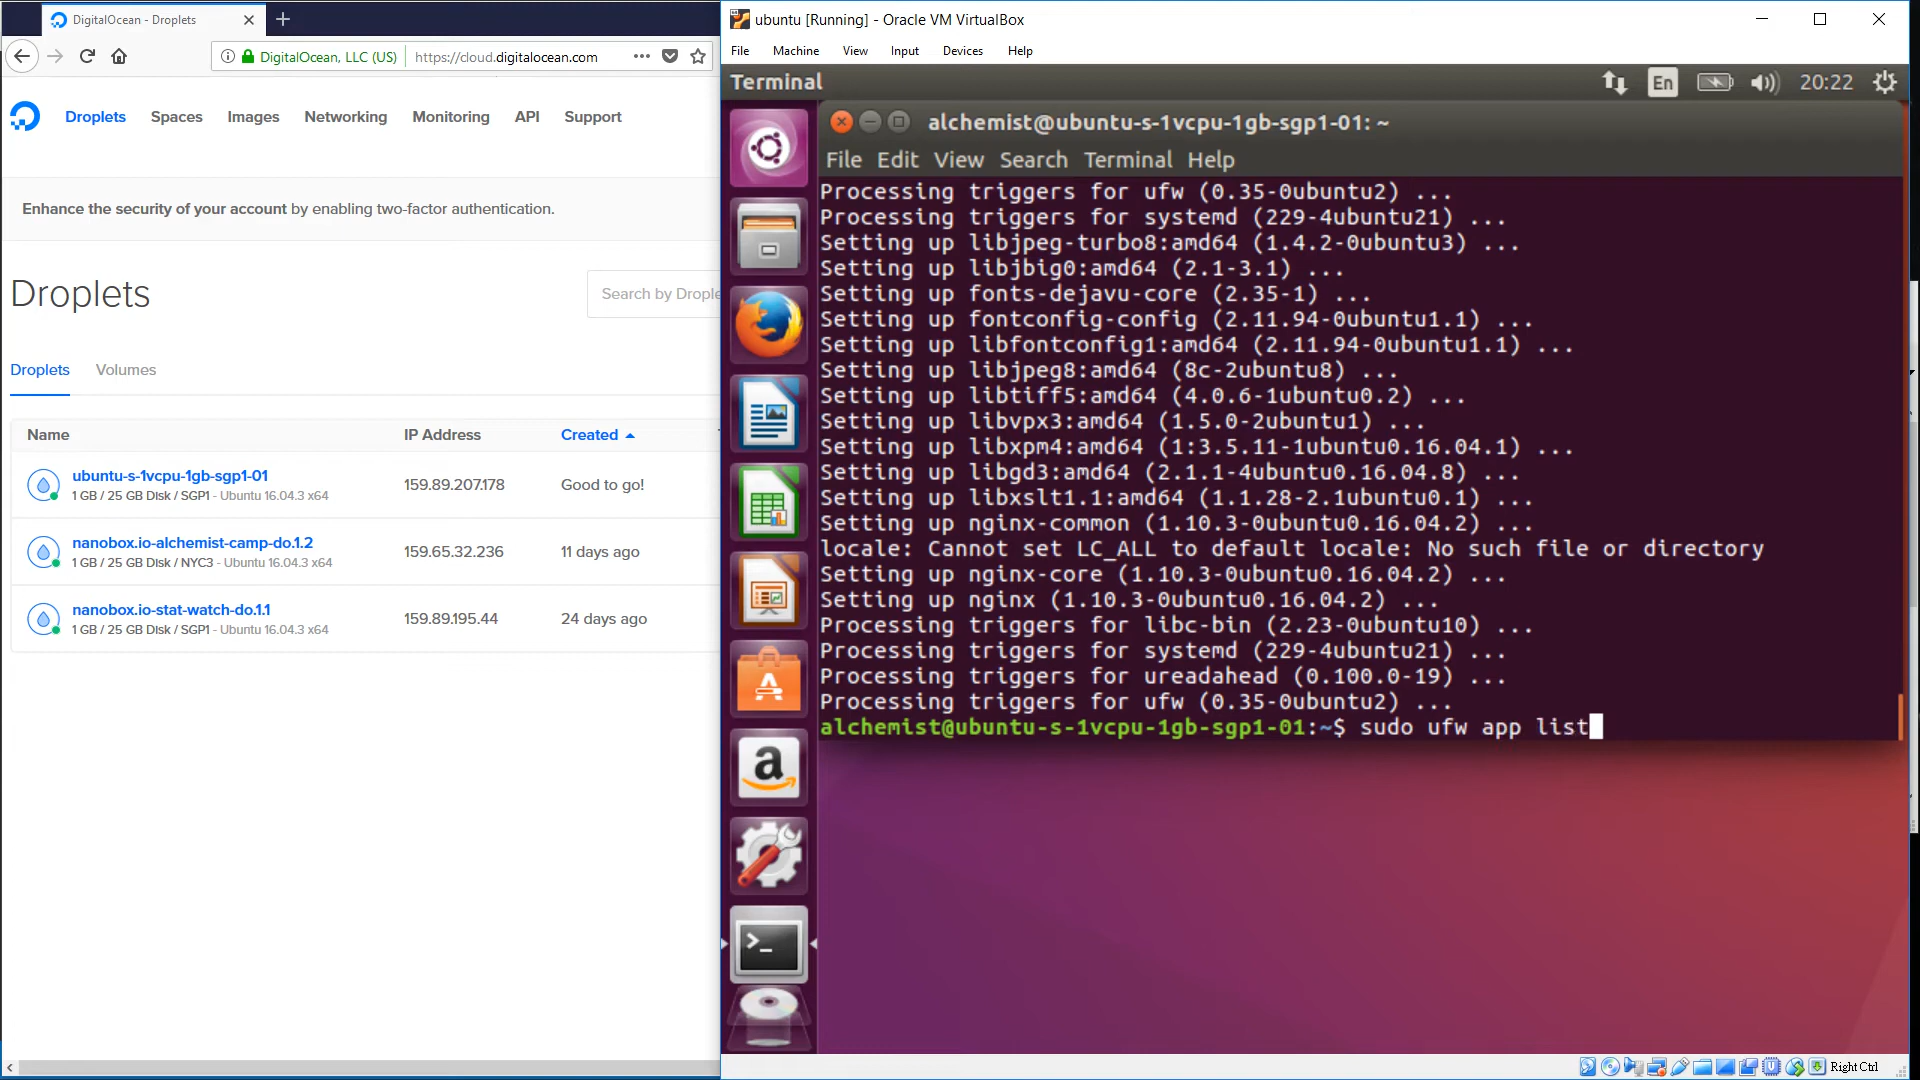 DigitalOcean - Droplets
DigitalOcean, LLC (US)
https://cloud.digitalocean.com
Droplets Spaces Images Networking Monitoring API Support
Enhance the security of your account by enabling two-factor authentication.
Droplets
Search by Drople
Droplets Volumes
Name IP Address Created
ubuntu-s-1vcpu-1gb-sgp1-01
1 GB / 25 GB Disk / SGP1 - Ubuntu 16.04.3 x64
159.89.207.178
Good to go!
nanobox.io-alchemist-camp-do.1.2
1 GB / 25 GB Disk / NYC3 - Ubuntu 16.04.3 x64
159.65.32.236
11 days ago
nanobox.io-stat-watch-do.1.1
1 GB / 25 GB Disk / SGP1 - Ubuntu 16.04.3 x64
159.89.195.44
24 days ago
ubuntu [Running] - Oracle VM VirtualBox
File Machine View Input Devices Help
Terminal
En
20:22
alchemist@ubuntu-s-1vcpu-1gb-sgp1-01: ~
File Edit View Search Terminal Help
Processing triggers for ufw (0.35-0ubuntu2) ...
Processing triggers for systemd (229-4ubuntu21) ...
Setting up libjpeg-turbo8:amd64 (1.4.2-0ubuntu3) ...
Setting up libjbig0:amd64 (2.1-3.1) ...
Setting up fonts-dejavu-core (2.35-1) ...
Setting up fontconfig-config (2.11.94-0ubuntu1.1) ...
Setting up libfontconfig1:amd64 (2.11.94-0ubuntu1.1) ...
Setting up libjpeg8:amd64 (8c-2ubuntu8) ...
Setting up libtiff5:amd64 (4.0.6-1ubuntu0.2) ...
Setting up libvpx3:amd64 (1.5.0-2ubuntu1) ...
Setting up libxpm4:amd64 (1:3.5.11-1ubuntu0.16.04.1) ...
Setting up libgd3:amd64 (2.1.1-4ubuntu0.16.04.8) ...
Setting up libxslt1.1:amd64 (1.1.28-2.1ubuntu0.1) ...
Setting up nginx-common (1.10.3-0ubuntu0.16.04.2) ...
locale: Cannot set LC_ALL to default locale: No such file or directory
Setting up nginx-core (1.10.3-0ubuntu0.16.04.2) ...
Setting up nginx (1.10.3-0ubuntu0.16.04.2) ...
Processing triggers for libc-bin (2.23-0ubuntu10) ...
Processing triggers for systemd (229-4ubuntu21) ...
Processing triggers for ureadahead (0.100.0-19) ...
Processing triggers for ufw (0.35-0ubuntu2) ...
alchemist@ubuntu-s-1vcpu-1gb-sgp1-01:~$ sudo ufw app list
Right Ctrl